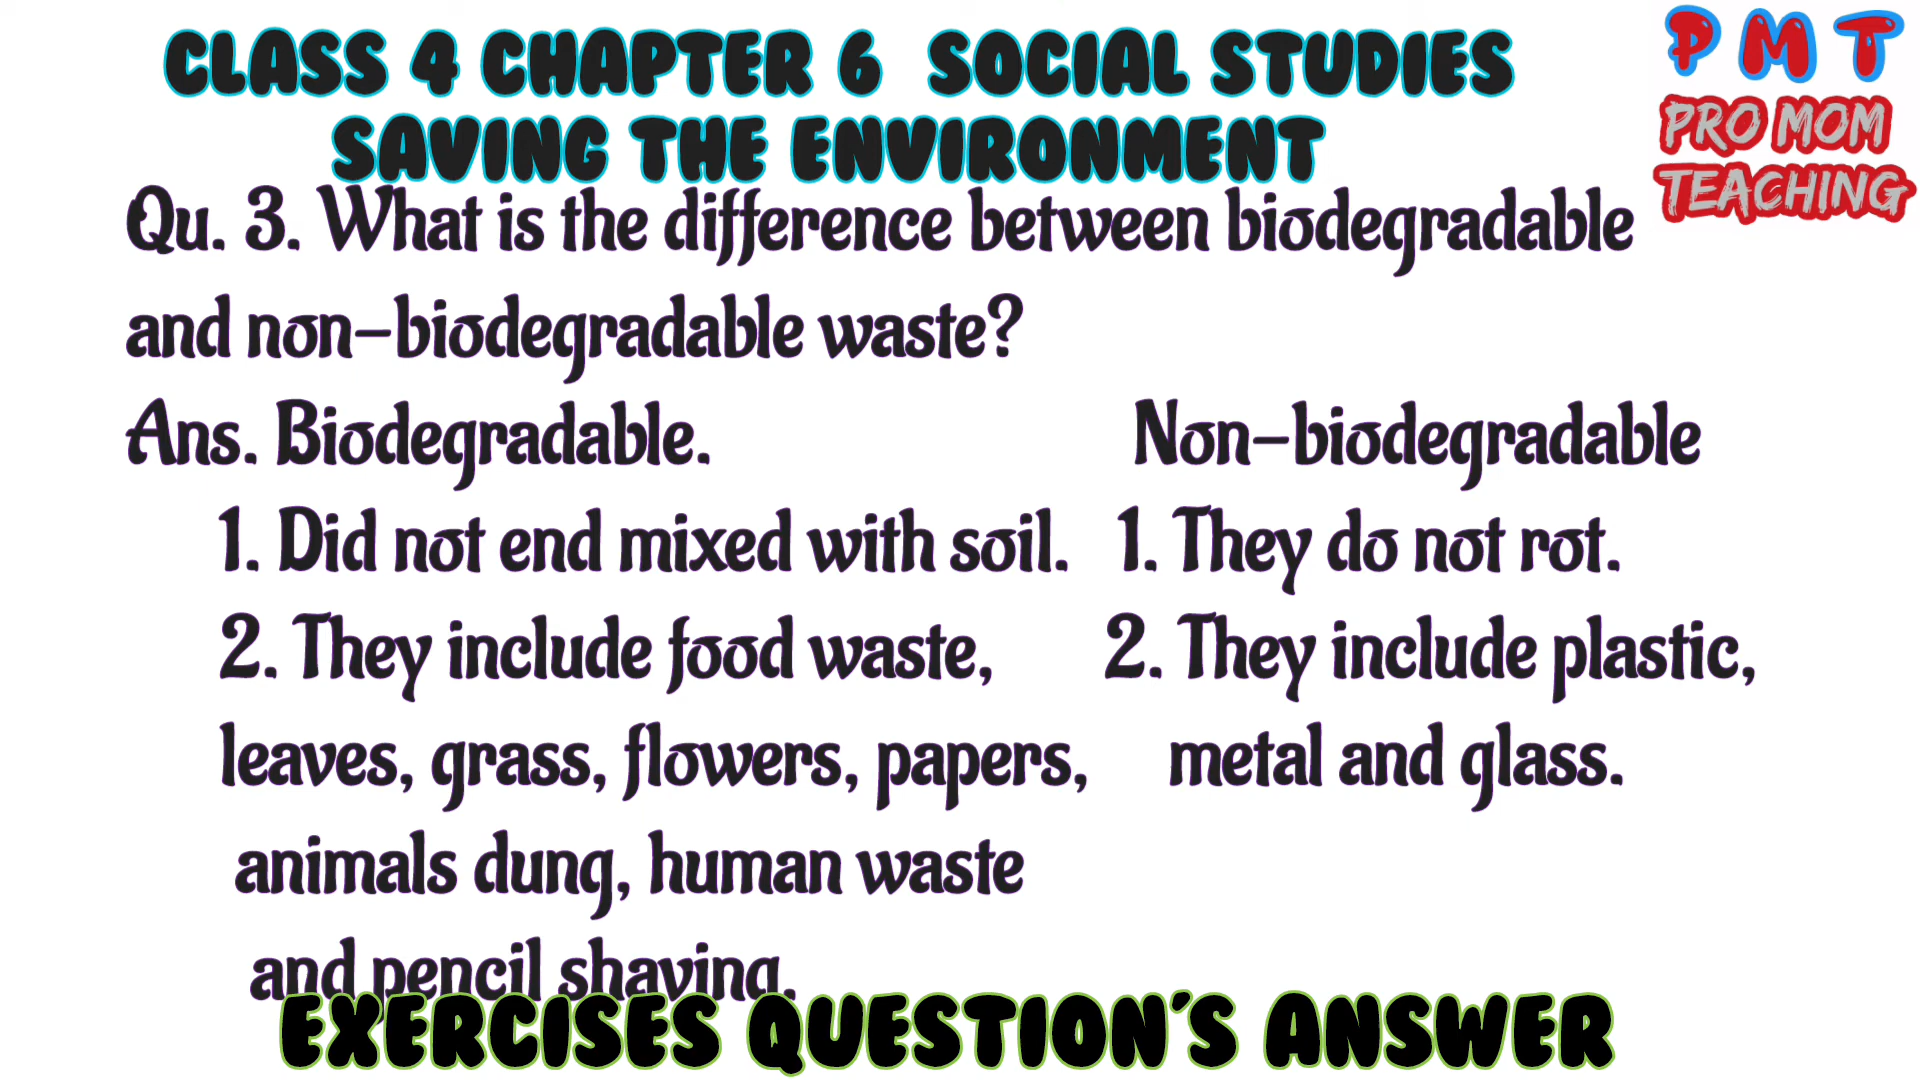 CLASS 4 CHAPTER 6 SOCIAL STUDIES
SAVING THE ENVIRONMENT
PMT
PRO MOM
TEACHING
Qu. 3. What is the difference between biodegradable
and non-biodegradable waste?
Ans. Biodegradable. Non-biodegradable
1. Did not end mixed with soil. 1. They do not rot.
2. They include food waste, 2. They include plastic,
leaves, grass, flowers, papers, metal and glass.
animals dung, human waste
and pencil shaving.
EXERCISES QUESTION'S ANSWER